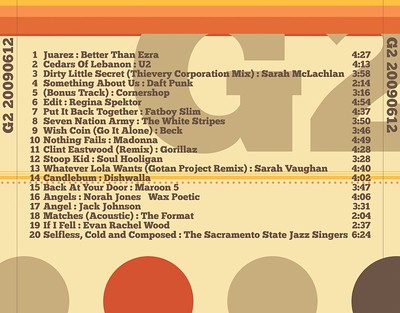 G2 20090612
G2
1 Juarez : Better Than Ezra 4:27
2 Cedars Of Lebanon : U2 4:13
3 Dirty Little Secret (Thievery Corporation Mix) : Sarah McLachlan 3:58
4 Something About Us : Daft Punk 2:14
5 (Bonus Track) : Cornershop 3:16
6 Edit : Regina Spektor 4:54
7 Put It Back Together : Fatboy Slim 4:37
8 Seven Nation Army : The White Stripes 3:50
9 Wish Coin (Go It Alone) : Beck 3:46
10 Nothing Fails : Madonna 4:49
11 Clint Eastwood (Remix) : Gorillaz 4:28
12 Stoop Kid : Soul Hooligan 3:28
13 Whatever Lola Wants (Gotan Project Remix) : Sarah Vaughan 4:40
14 Candleburn : Dishwalla 4:02
15 Back At Your Door : Maroon 5 3:47
16 Angels : Norah Jones Wax Poetic 4:06
17 Angel : Jack Johnson 3:31
18 Matches (Acoustic) : The Format 2:04
19 If I Fell : Evan Rachel Wood 2:37
20 Selfless, Cold and Composed : The Sacramento State Jazz Singers 6:24
G2 20090612